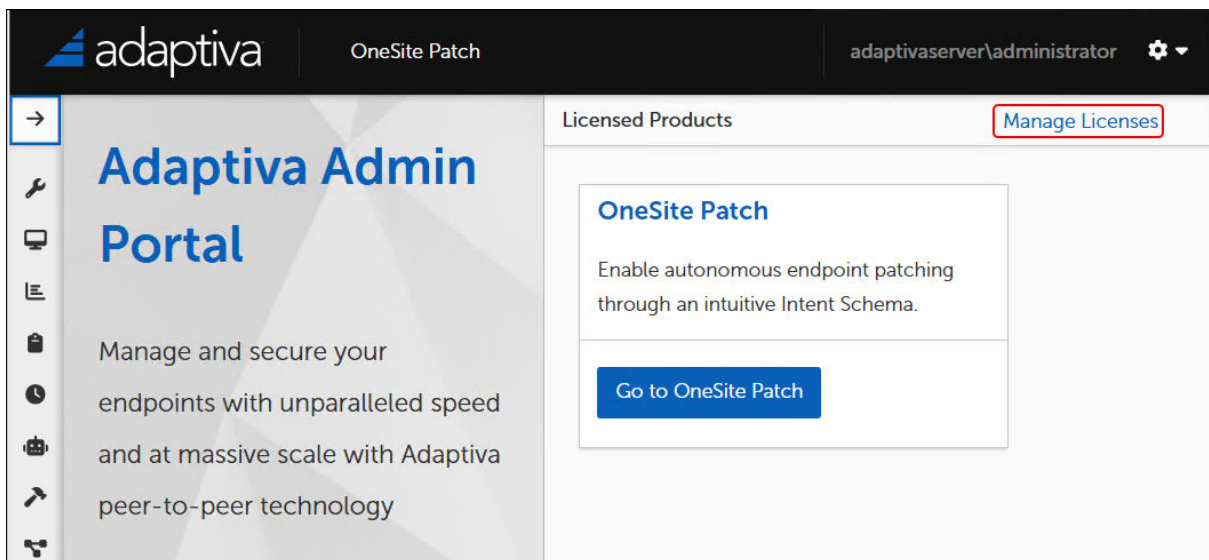 adaptiva
OneSite Patch
adaptivaserver\administrator
Licensed Products
Manage Licenses
Adaptiva Admin
Portal
Manage and secure your
endpoints with unparalleled speed
and at massive scale with Adaptiva
peer-to-peer technology
OneSite Patch
Enable autonomous endpoint patching
through an intuitive Intent Schema.
Go to OneSite Patch